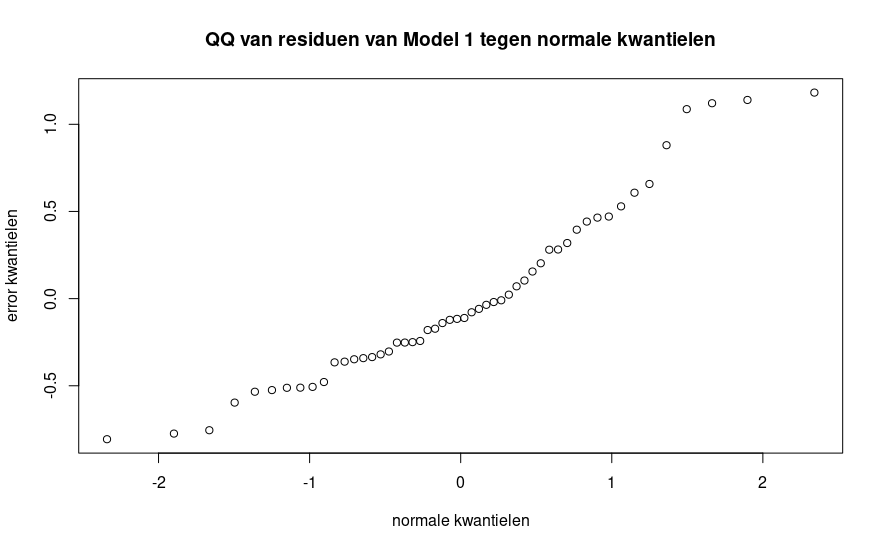 QQ van residuen van Model 1 tegen normale kwantielen
error kwantielen
1.0
0.5
0.0
-0.5
-2 -1 0 1 2
normale kwantielen